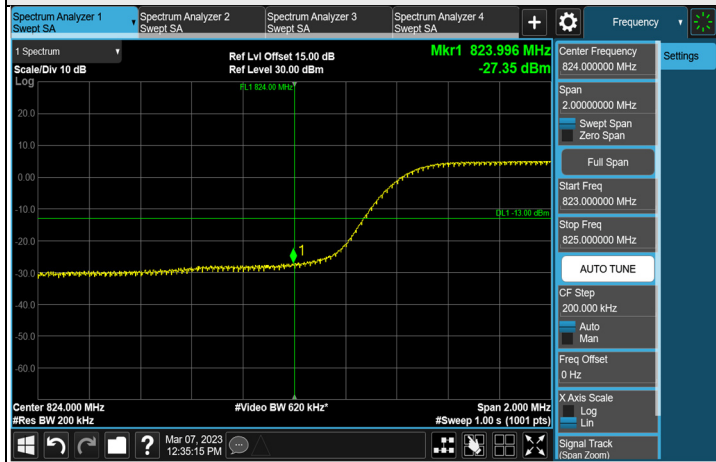 Spectrum Analyzer 1
Swept SA
Spectrum Analyzer 2
Swept SA
Spectrum Analyzer 3
Swept SA
Spectrum Analyzer 4
Swept SA
+
Frequency
1 Spectrum
Scale/Div 10 dB
Log
Ref Lvl Offset 15.00 dB
Ref Level 30.00 dBm
Mkr1 823.996 MHz
-27.35 dBm
FL1 824.00 MHz
20.0
10.0
0.00
-10.0
-20.0
-30.0
-40.0
-50.0
-60.0
DL1 -13.00 dBm
1
Center 824.000 MHz
#Res BW 200 kHz
#Video BW 620 kHz*
Span 2.000 MHz
#Sweep 1.00 s (1001 pts)
Center Frequency
824.000000 MHz
Settings
Span
2.00000000 MHz
Swept Span
Zero Span
Full Span
Start Freq
823.000000 MHz
Stop Freq
825.000000 MHz
AUTO TUNE
CF Step
200.000 kHz
Auto
Man
Freq Offset
0 Hz
X Axis Scale
Log
Lin
Signal Track
(Span Zoom)
?
Mar 07, 2023
12:35:15 PM